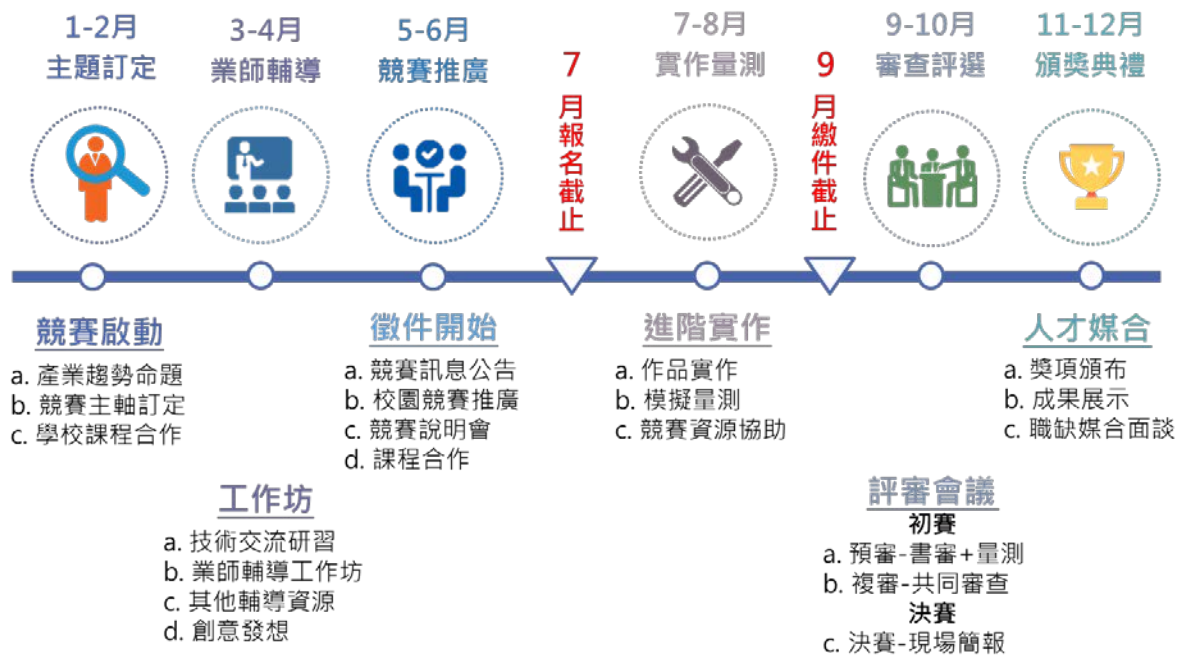 1-2月
主題訂定
3-4月
業師輔導
5-6月
競賽推廣
7月報名截止
7-8月
實作量測
9月繳件截止
9-10月
審查評選
11-12月
頒獎典禮
競賽啟動
a. 產業趨勢命題
b. 競賽主軸訂定
c. 學校課程合作
工作坊
a. 技術交流研習
b. 業師輔導工作坊
c. 其他輔導資源
d. 創意發想
徵件開始
a. 競賽訊息公告
b. 校園競賽推廣
c. 競賽說明會
d. 課程合作
進階實作
a. 作品實作
b. 模擬量測
c. 競賽資源協助
評審會議
初賽
a. 預審-書審+量測
b. 複審-共同審查
決賽
c. 決賽-現場簡報
人才媒合
a. 獎項頒布
b. 成果展示
c. 職缺媒合面談